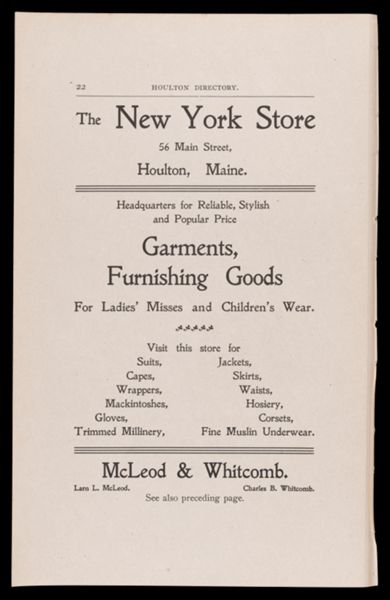 22 HOULTON DIRECTORY.
The New York Store
56 Main Street,
Houlton, Maine.
Headquarters for Reliable, Stylish
and Popular Price
Garments,
Furnishing Goods
For Ladies' Misses and Children's Wear.
Visit this store for
Suits, Jackets,
Capes, Skirts,
Wrappers, Waists,
Mackintoshes, Hosiery,
Gloves, Corsets,
Trimmed Millinery, Fine Muslin Underwear.
McLeod & Whitcomb.
Lam L. McLeod. Charles B. Whitcomb.
See also preceding page.